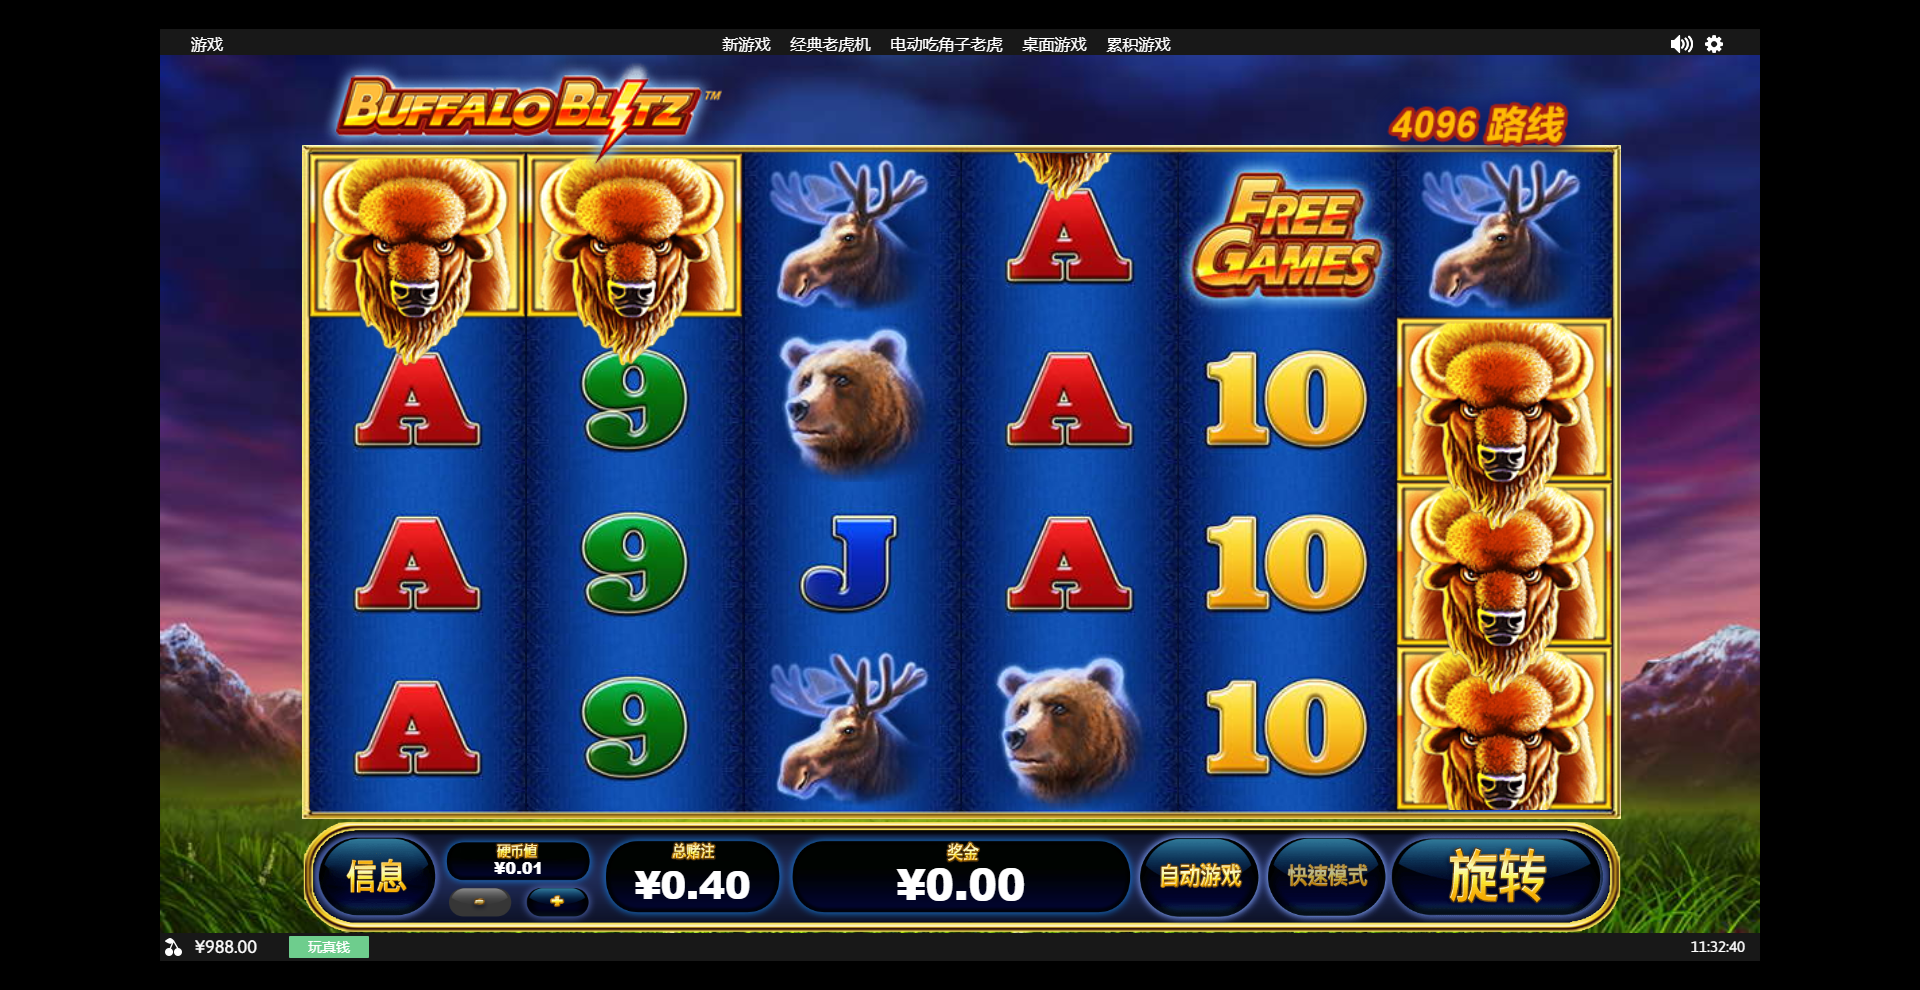 游戏 新游戏 经典老虎机 电动吃角子老虎 桌面游戏 累积游戏
BUFFALO BLITZ™
4096 路线
A FREE GAMES
A 9 A 10
A 9 J A 10
A 9 10
信息 硬币值 ¥0.01 - + 总赌注 ¥0.40 奖金 ¥0.00 自动游戏 快速模式 旋转
¥988.00 玩真钱 11:32:40